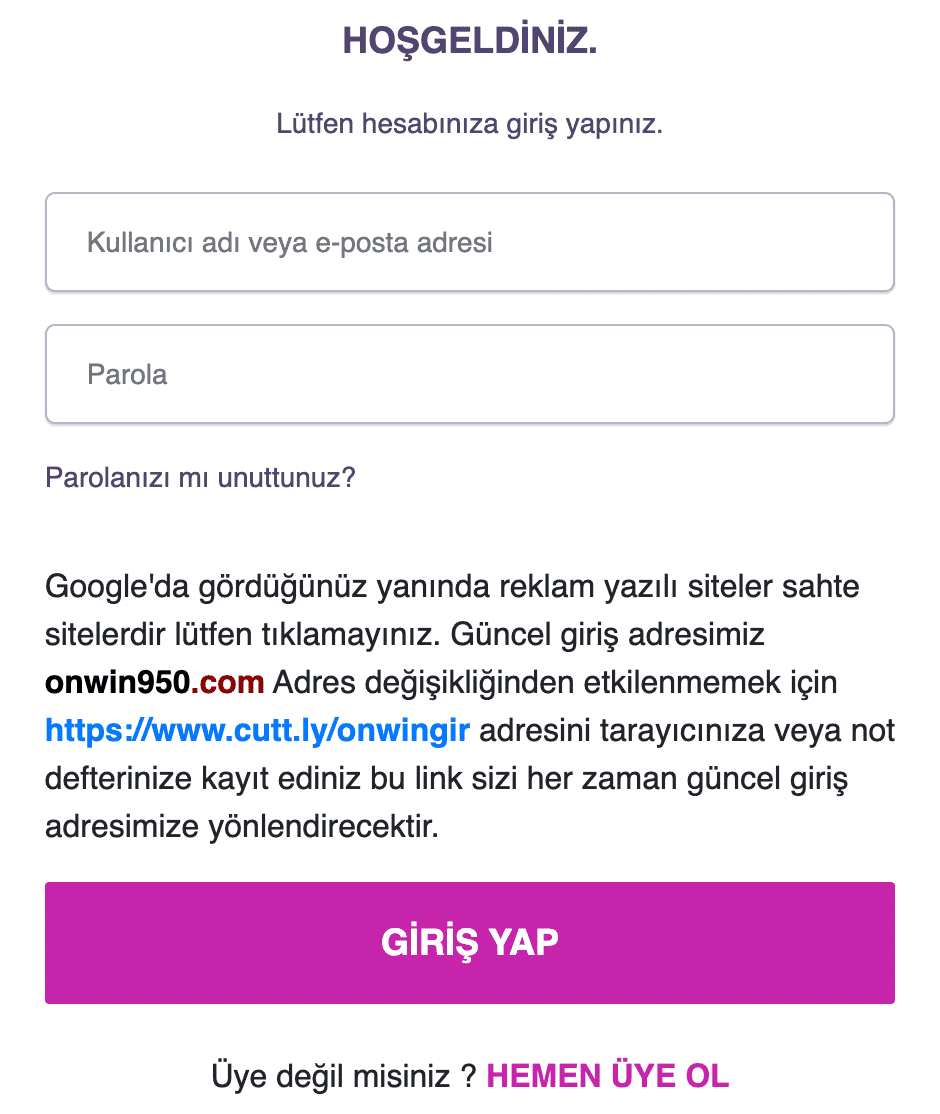 HOŞGELDİNİZ.
Lütfen hesabınıza giriş yapınız.
Kullanıcı adı veya e-posta adresi
Parola
Parolanızı mı unuttunuz?
Google'da gördüğünüz yanında reklam yazılı siteler sahte
sitelerdir lütfen tıklamayınız. Güncel giriş adresimiz
onwin950.com Adres değişikliğinden etkilenmemek için
https://www.cutt.ly/onwingir adresini tarayıcınıza veya not
defterinize kayıt ediniz bu link sizi her zaman güncel giriş
adresimize yönlendirecektir.
GİRİŞ YAP
Üye değil misiniz ? HEMEN ÜYE OL